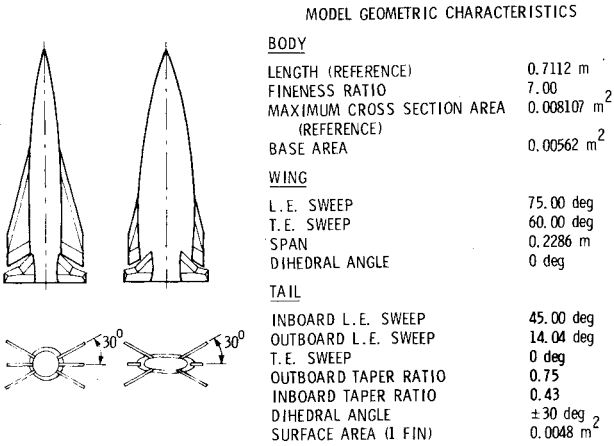 MODEL GEOMETRIC CHARACTERISTICS
BODY
LENGTH (REFERENCE) 0.7112 m
FINENESS RATIO 7.00
MAXIMUM CROSS SECTION AREA 0.008107 m²
(REFERENCE)
BASE AREA 0.00562 m²
WING
L.E. SWEEP 75.00 deg
T.E. SWEEP 60.00 deg
SPAN 0.2286 m
DIHEDRAL ANGLE 0 deg
TAIL
INBOARD L.E. SWEEP 45.00 deg
OUTBOARD L.E. SWEEP 14.04 deg
T.E. SWEEP 0 deg
OUTBOARD TAPER RATIO 0.75
INBOARD TAPER RATIO 0.43
DIHEDRAL ANGLE ±30 deg
SURFACE AREA (1 FIN) 0.0048 m²
30⁰
30⁰